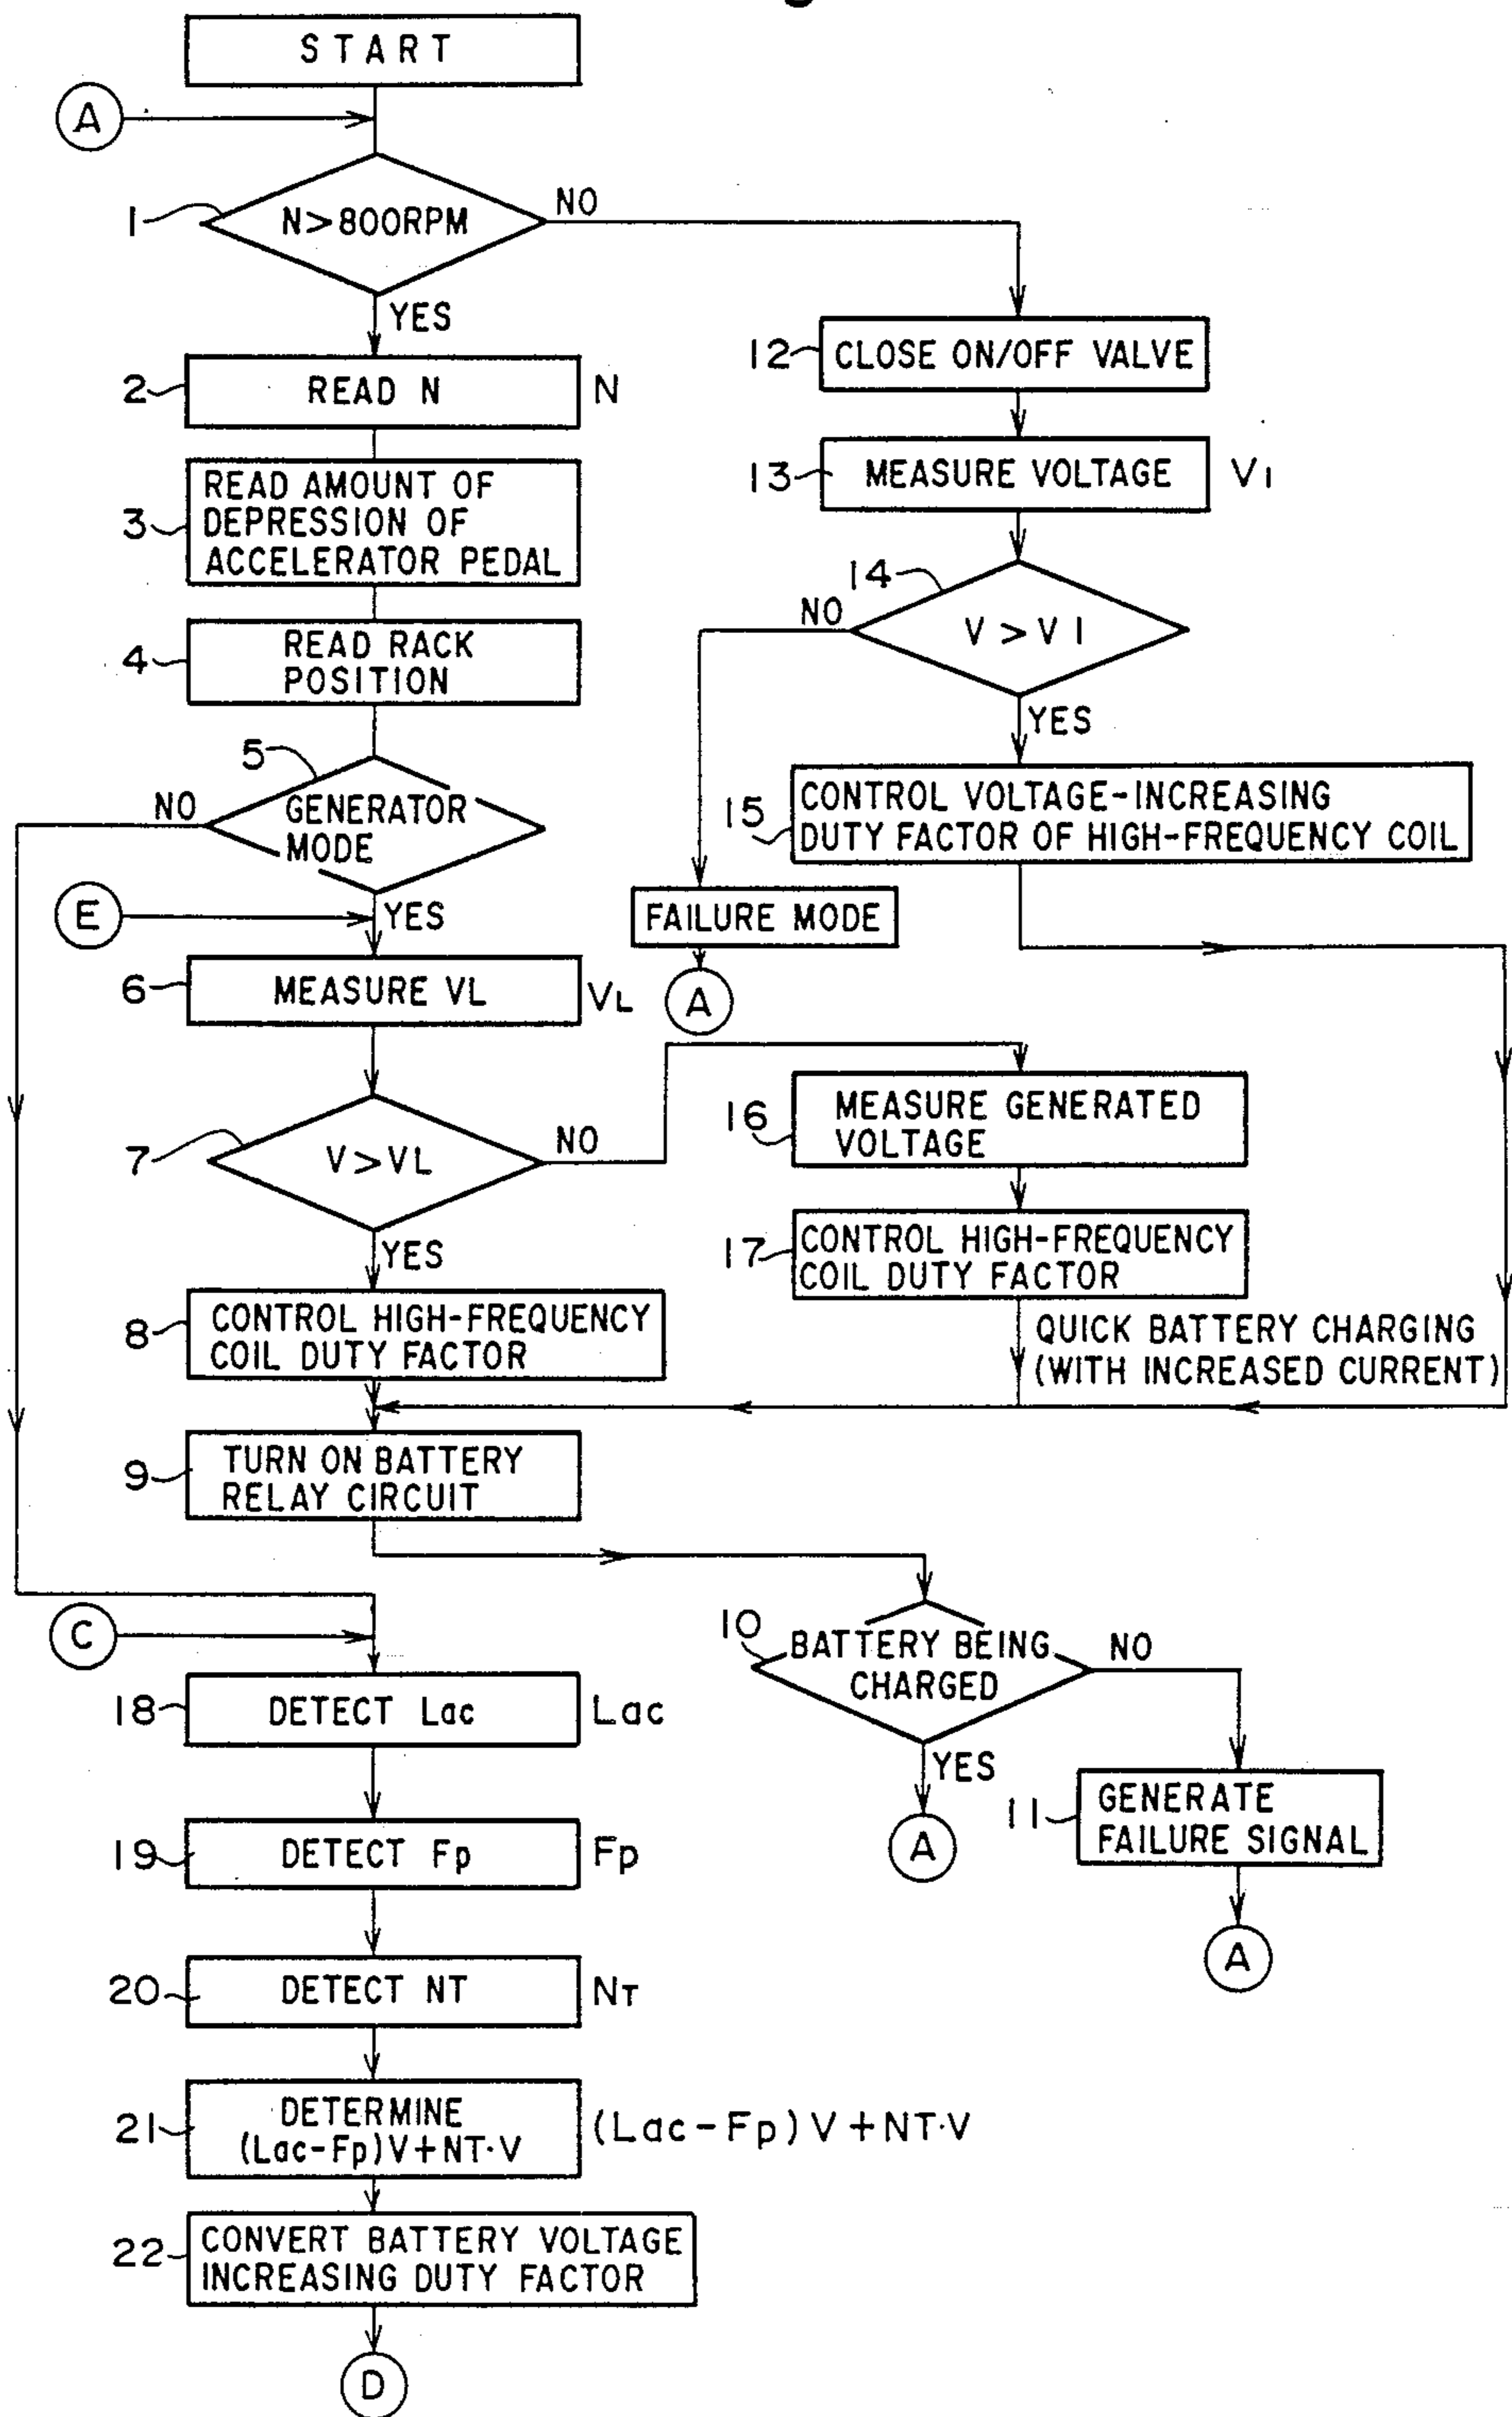 START
A
1
N>800RPM
NO
YES
2
READ N
N
3
READ AMOUNT OF
DEPRESSION OF
ACCELERATOR PEDAL
4
READ RACK
POSITION
5
GENERATOR
MODE
NO
E
YES
6
MEASURE VL
VL
7
V>VL
NO
YES
8
CONTROL HIGH-FREQUENCY
COIL DUTY FACTOR
9
TURN ON BATTERY
RELAY CIRCUIT
12
CLOSE ON/OFF VALVE
13
MEASURE VOLTAGE
V1
14
NO
V > V1
YES
15
CONTROL VOLTAGE-INCREASING
DUTY FACTOR OF HIGH-FREQUENCY COIL
FAILURE MODE
A
16
MEASURE GENERATED
VOLTAGE
17
CONTROL HIGH-FREQUENCY
COIL DUTY FACTOR
QUICK BATTERY CHARGING
(WITH INCREASED CURRENT)
10
BATTERY BEING
CHARGED
NO
YES
A
11
GENERATE
FAILURE SIGNAL
A
C
18
DETECT Lac
Lac
19
DETECT Fp
Fp
20
DETECT NT
NT
21
DETERMINE
(Lac-Fp)V+NT·V
(Lac-Fp)V+NT·V
22
CONVERT BATTERY VOLTAGE
INCREASING DUTY FACTOR
D